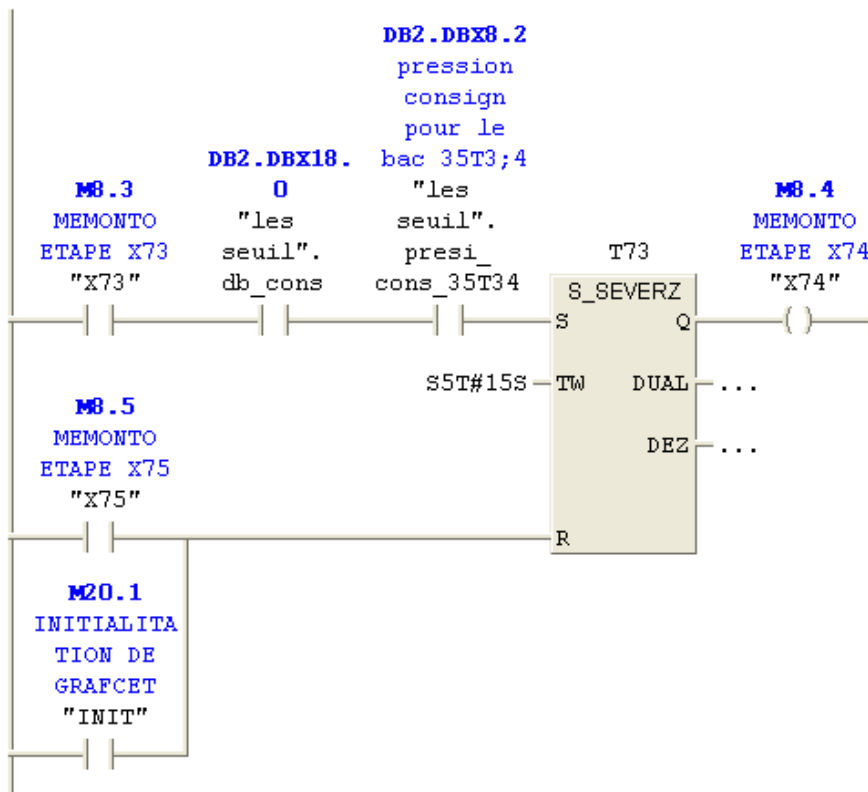 DB2.DBX8.2
pression
consign
pour le
bac 35T3;4
"les
seuil".
presi_
cons_35T34
DB2.DBX18.
0
"les
seuil".
db_cons
M8.3
MEMONTO
ETAPE X73
"X73"
M8.4
MEMONTO
ETAPE X74
"X74"
T73
S_SEVERZ
S Q
S5T#15S TW DUAL ...
DEZ ...
R
M8.5
MEMONTO
ETAPE X75
"X75"
M20.1
INITIALITA
TION DE
GRAFCET
"INIT"